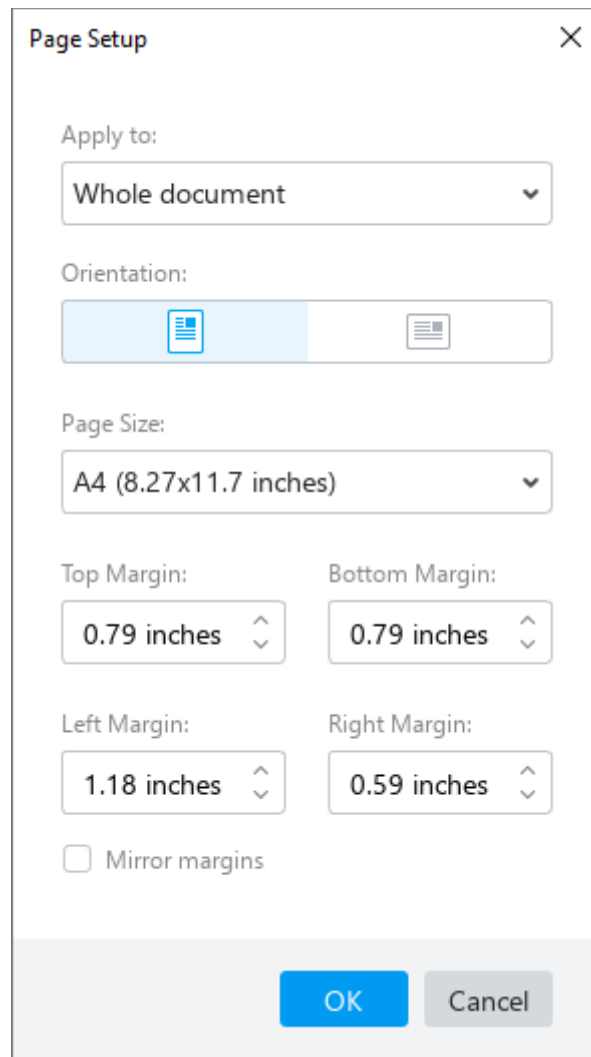 Page Setup
Apply to:
Whole document
Orientation:
Page Size:
A4 (8.27x11.7 inches)
Top Margin: Bottom Margin:
0.79 inches 0.79 inches
Left Margin: Right Margin:
1.18 inches 0.59 inches
Mirror margins
OK Cancel